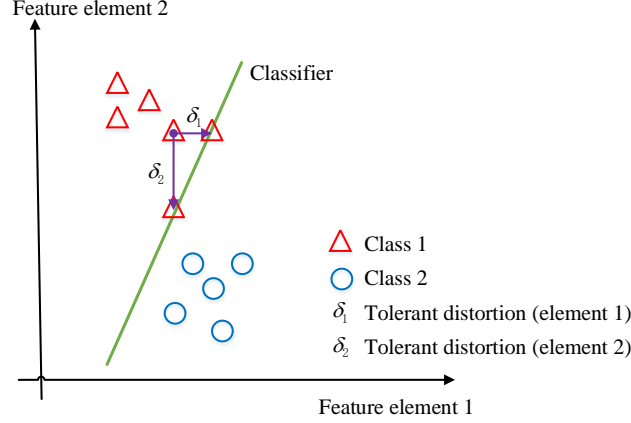 Feature element 2
Classifier
δ1
δ2
Class 1
Class 2
δ1 Tolerant distortion (element 1)
δ2 Tolerant distortion (element 2)
Feature element 1